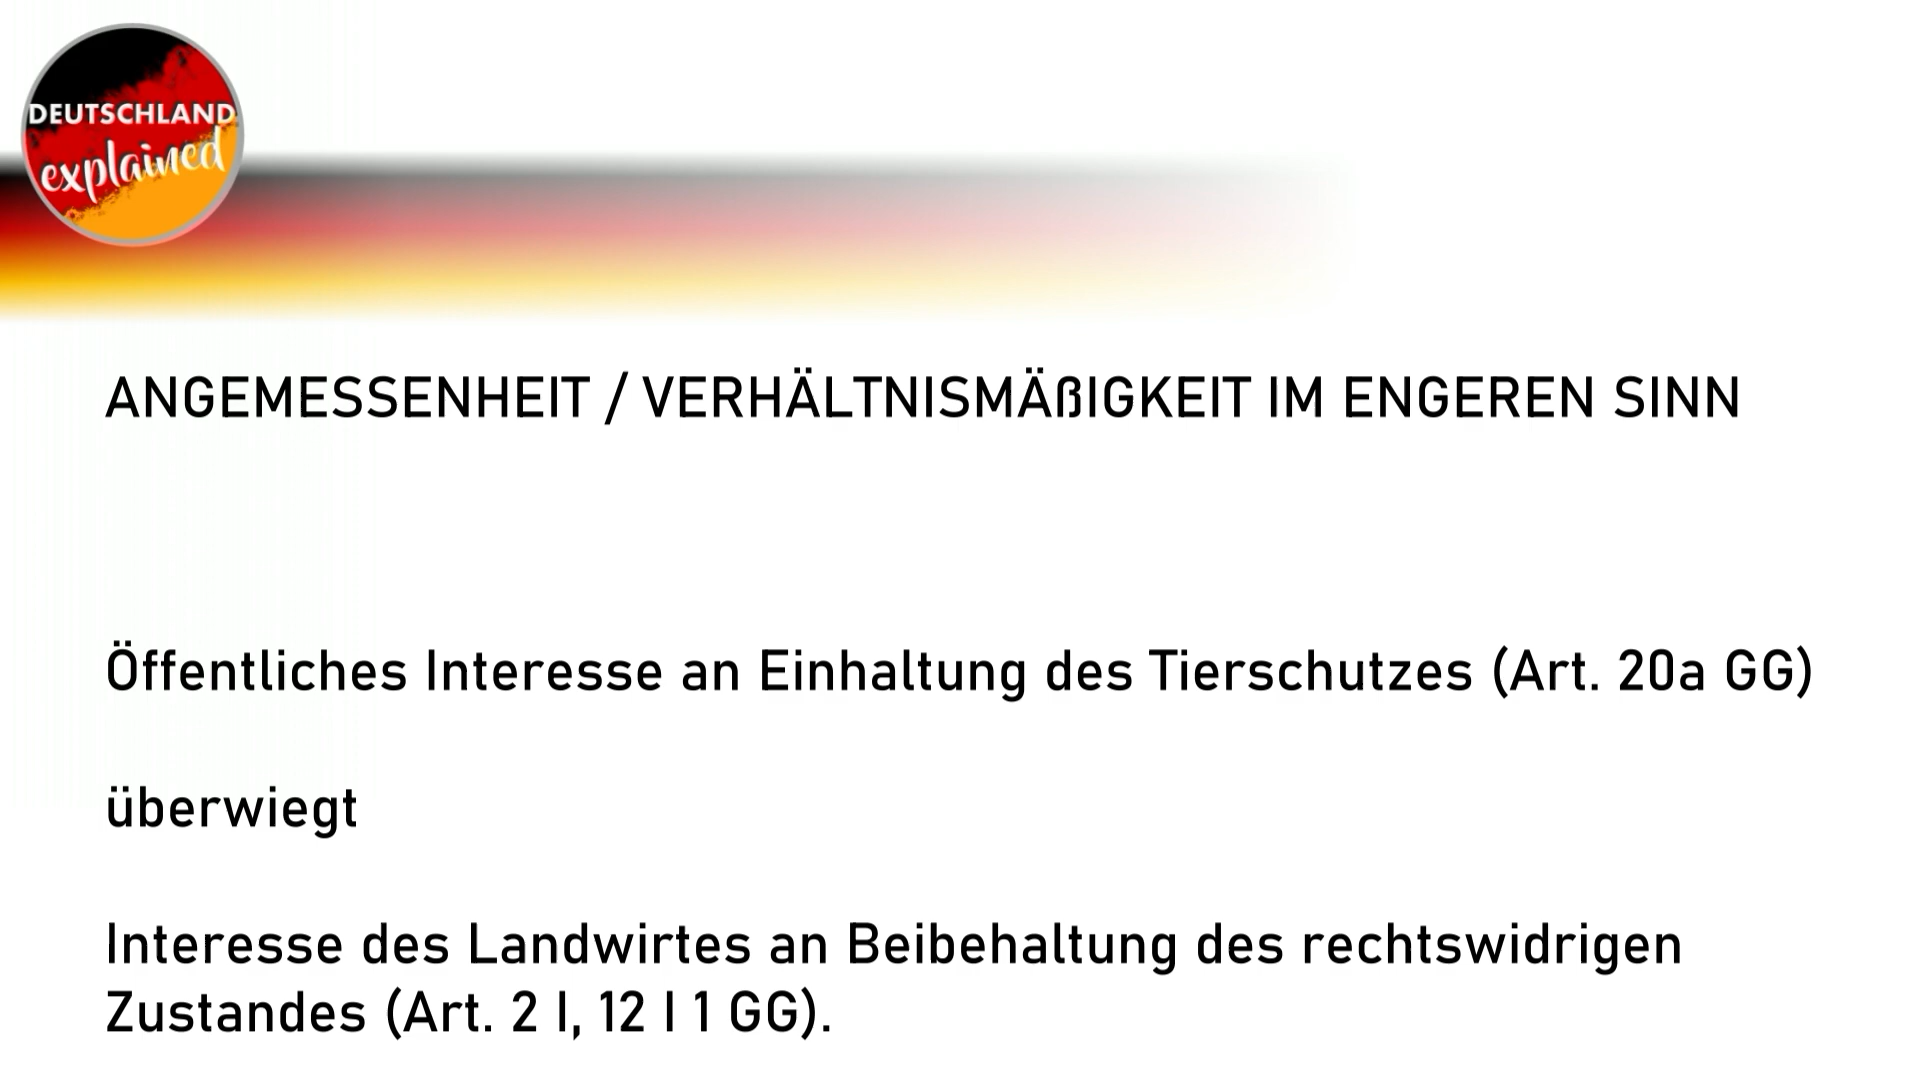 DEUTSCHLAND
explained
ANGEMESSENHEIT / VERHÄLTNISMÄßIGKEIT IM ENGEREN SINN
Öffentliches Interesse an Einhaltung des Tierschutzes (Art. 20a GG)
überwiegt
Interesse des Landwirtes an Beibehaltung des rechtswidrigen
Zustandes (Art. 2 I, 12 I 1 GG).